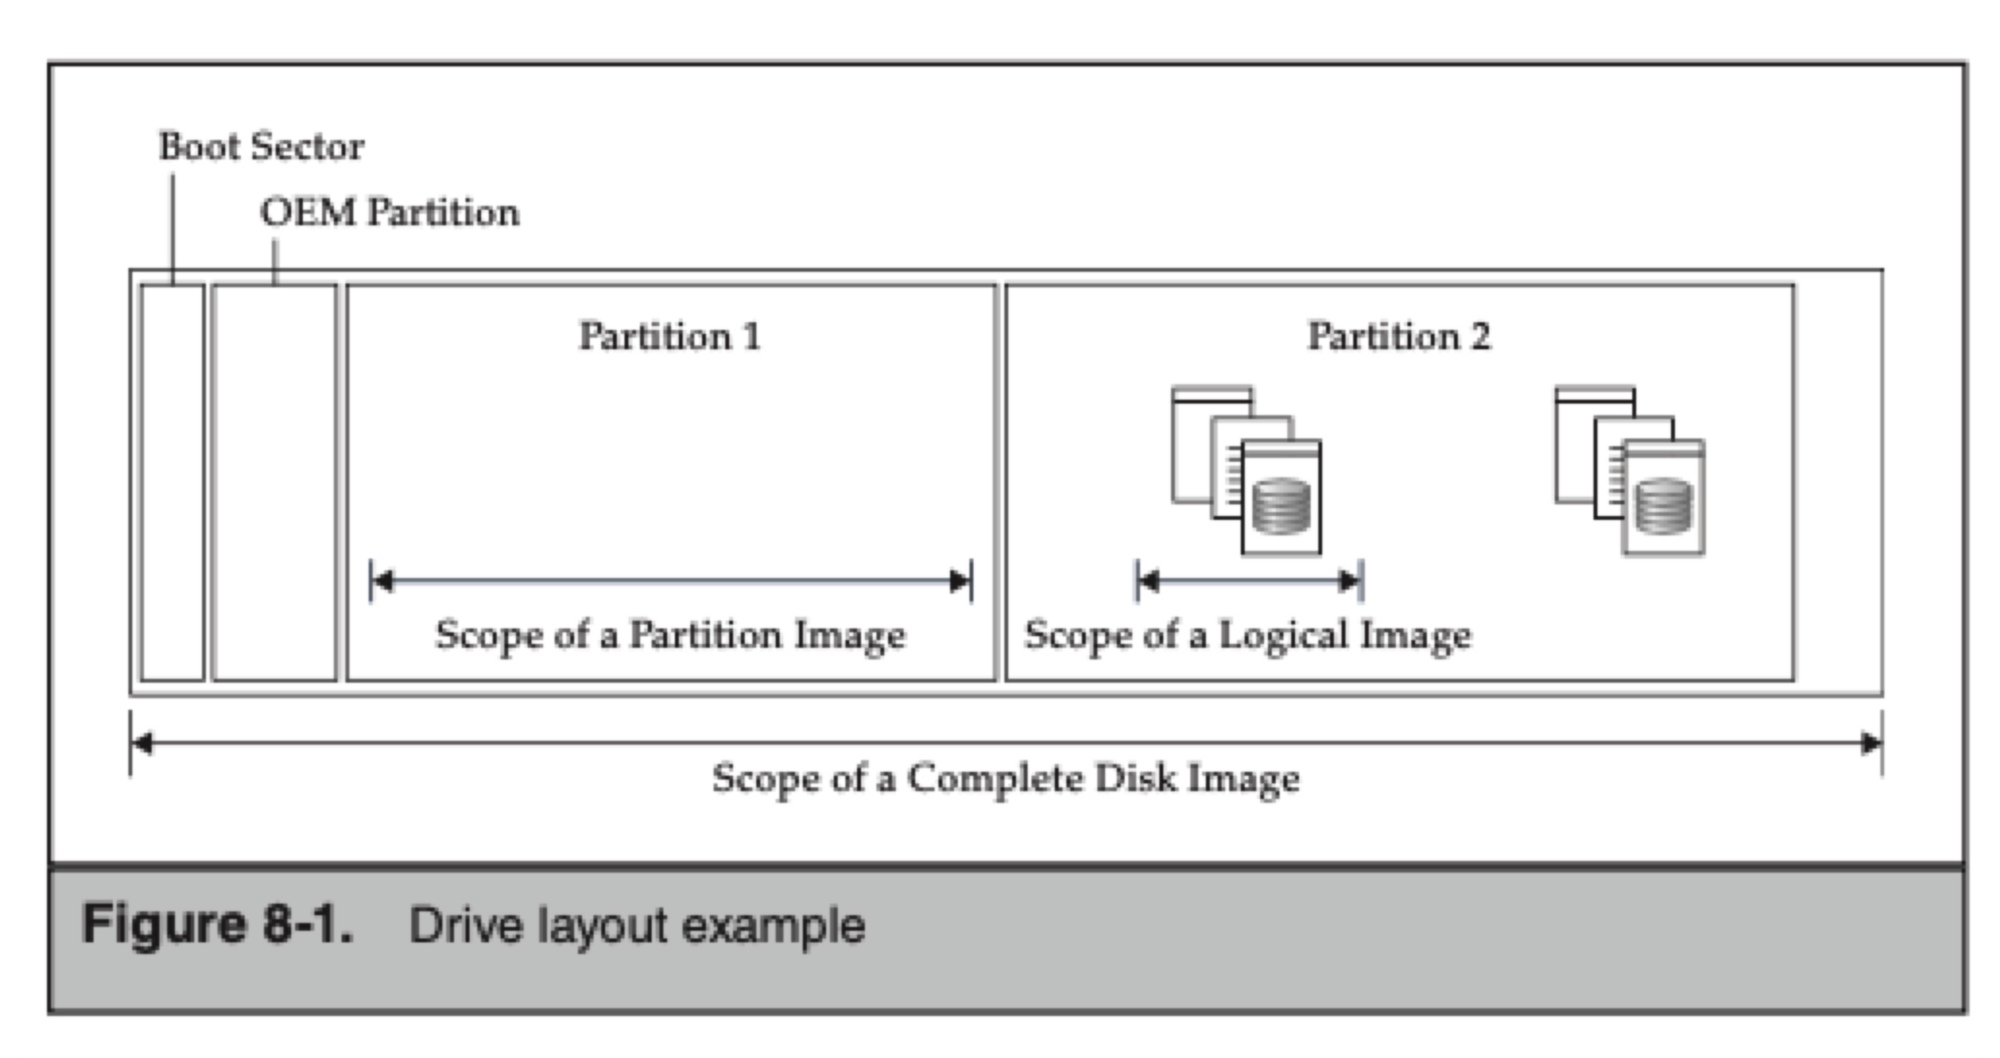 Boot Sector
OEM Partition
Partition 1
Partition 2
Scope of a Partition Image
Scope of a Logical Image
Scope of a Complete Disk Image
Figure 8-1. Drive layout example